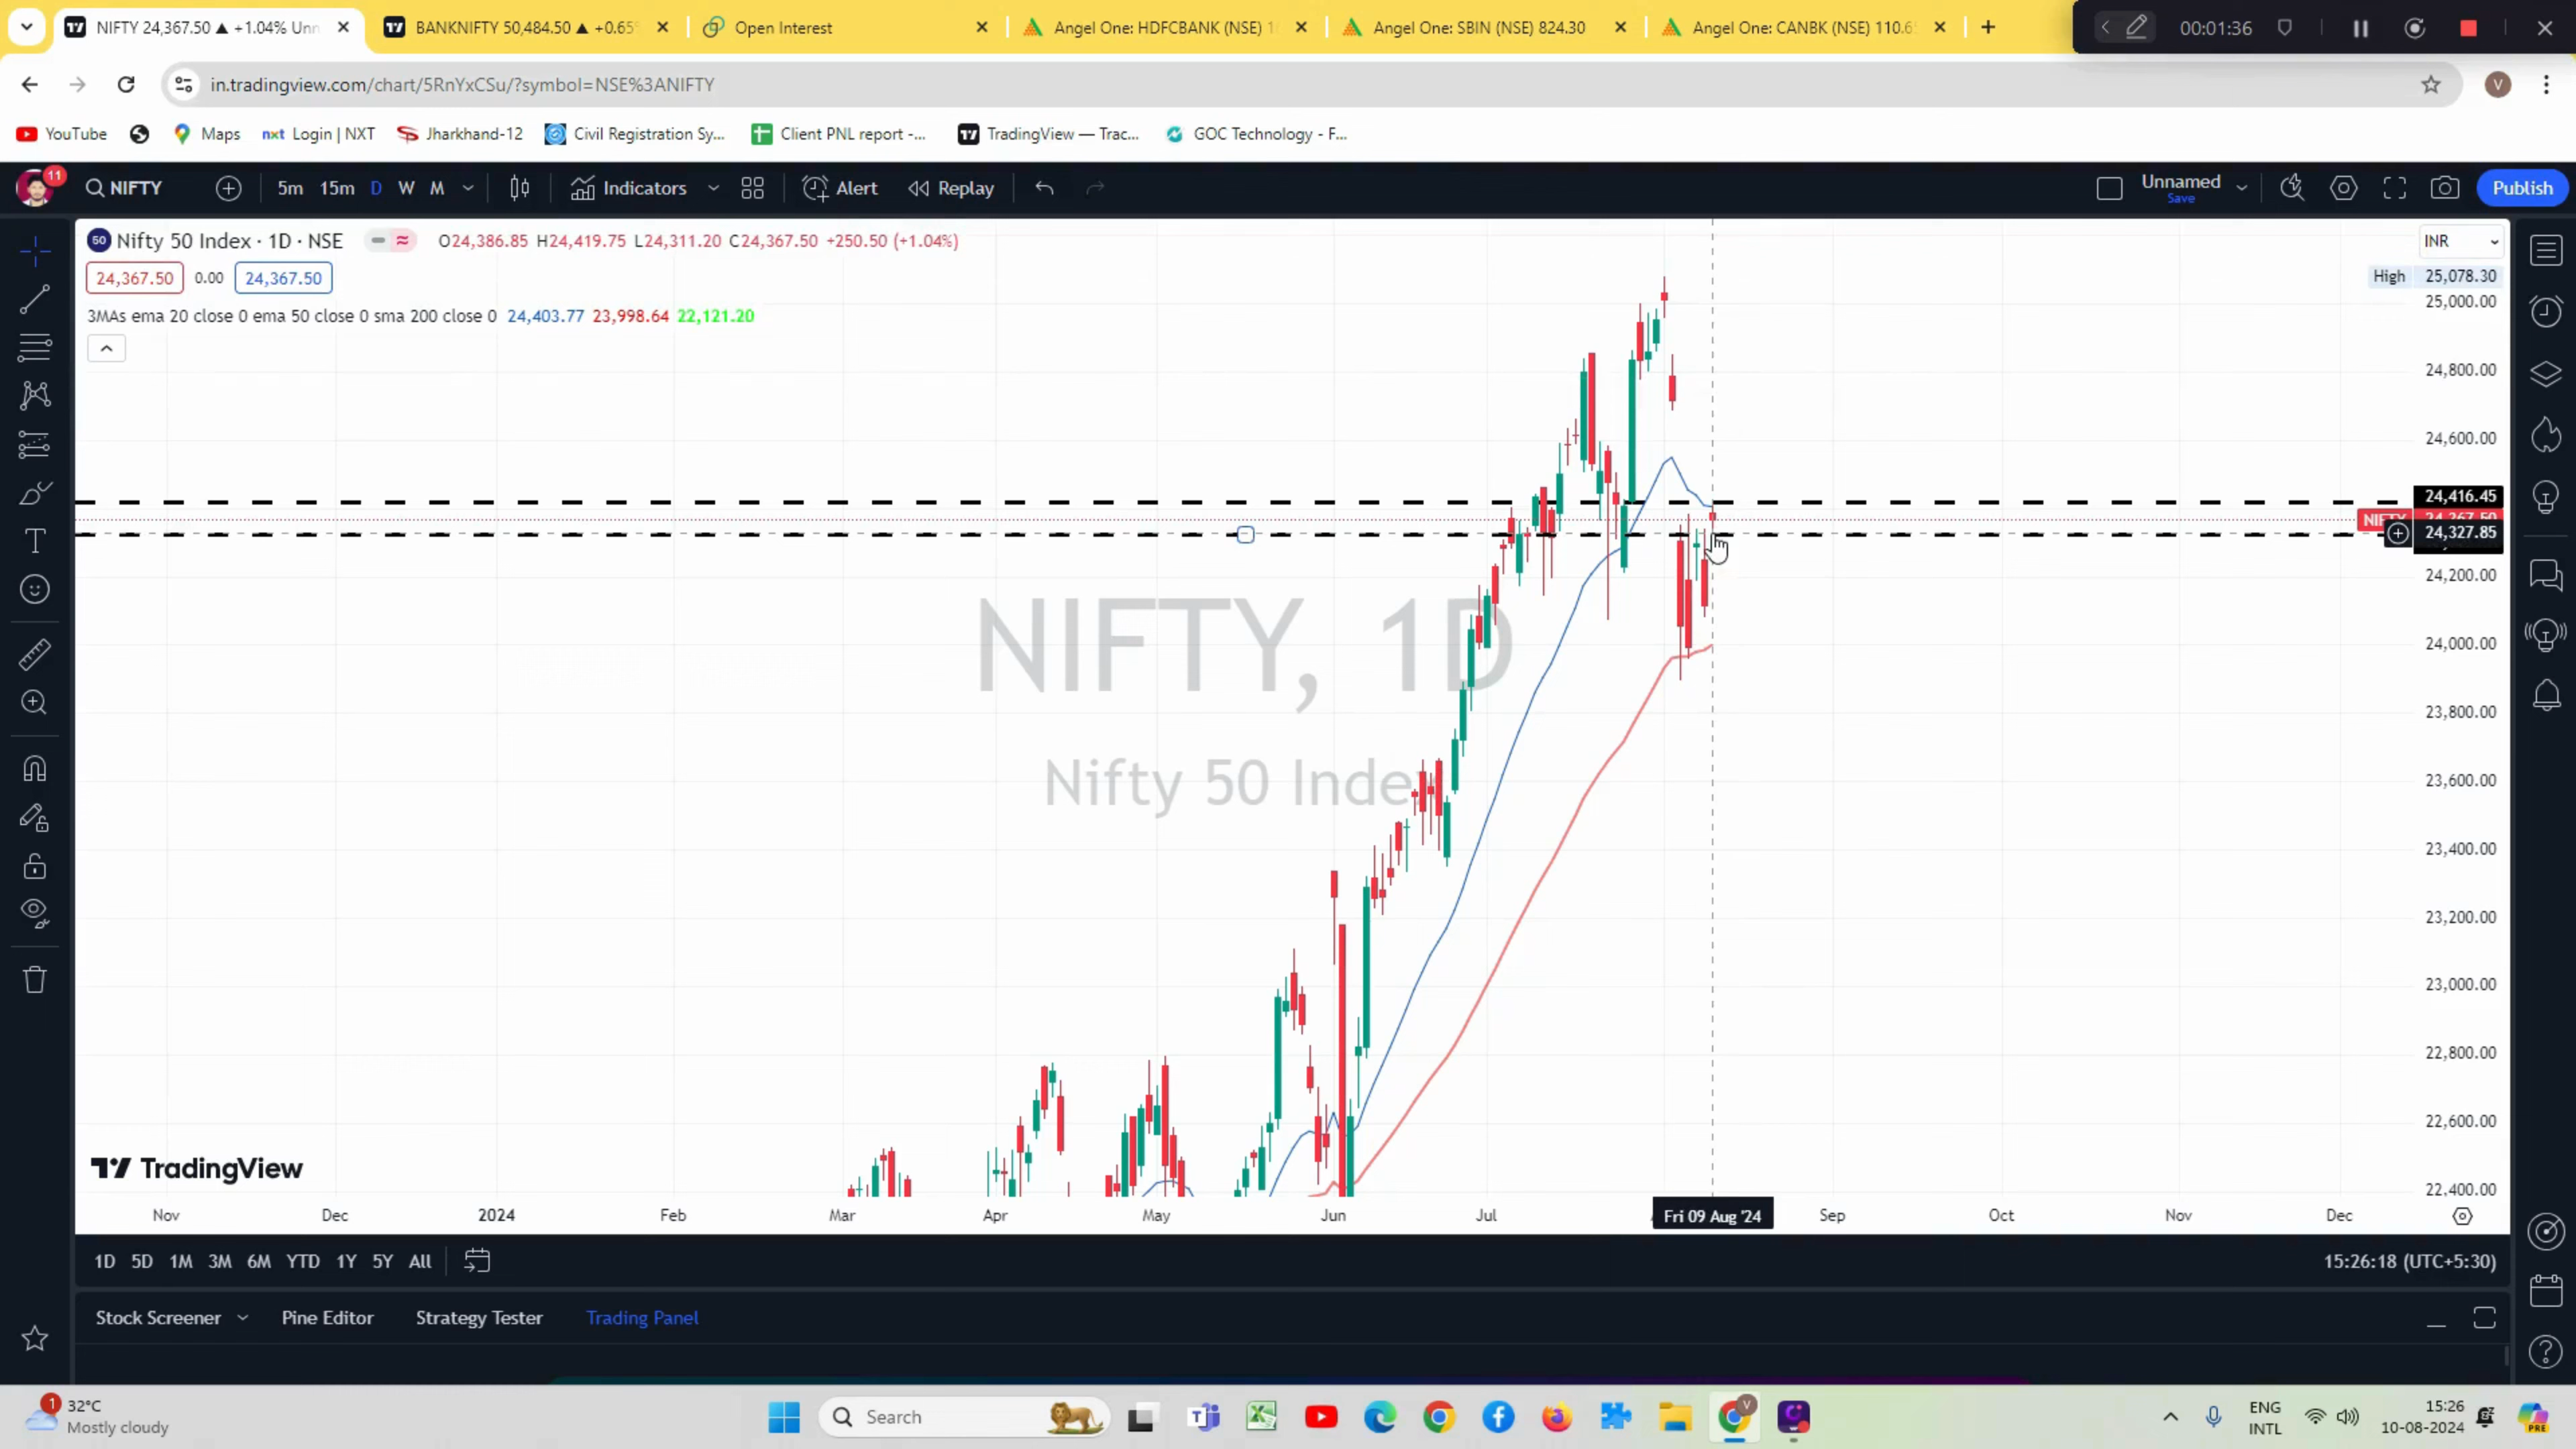 NIFTY 24,367.50 ▲ +1.04% Unn
BANKNIFTY 50,484.50 ▲ +0.65%
Open Interest
Angel One: HDFCBANK (NSE) 1
Angel One: SBIN (NSE) 824.30
Angel One: CANBK (NSE) 110.6
00:01:36
in.tradingview.com/chart/5RnYxCSu/?symbol=NSE%3ANIFTY
V
YouTube
Maps
nxt Login | NXT
Jharkhand-12
Civil Registration Sy...
Client PNL report -...
TradingView — Trac...
GOC Technology - F...
11
NIFTY
5m 15m D W M
Indicators
Alert
Replay
Unnamed
Save
Publish
50 Nifty 50 Index · 1D · NSE
O24,386.85 H24,419.75 L24,311.20 C24,367.50 +250.50 (+1.04%)
24,367.50 0.00 24,367.50
3MAs ema 20 close 0 ema 50 close 0 sma 200 close 0 24,403.77 23,998.64 22,121.20
INR
High 25,078.30
25,000.00
24,800.00
24,600.00
24,416.45
24,327.85
24,200.00
24,000.00
23,800.00
23,600.00
23,400.00
23,200.00
23,000.00
22,800.00
22,600.00
22,400.00
NIFTY, 1D
Nifty 50 Index
TradingView
Nov Dec 2024 Feb Mar Apr May Jun Jul Fri 09 Aug '24 Sep Oct Nov Dec
1D 5D 1M 3M 6M YTD 1Y 5Y All
15:26:18 (UTC+5:30)
Stock Screener
Pine Editor
Strategy Tester
Trading Panel
1
32°C
Mostly cloudy
Search
V
ENG
INTL
15:26
10-08-2024
PRE